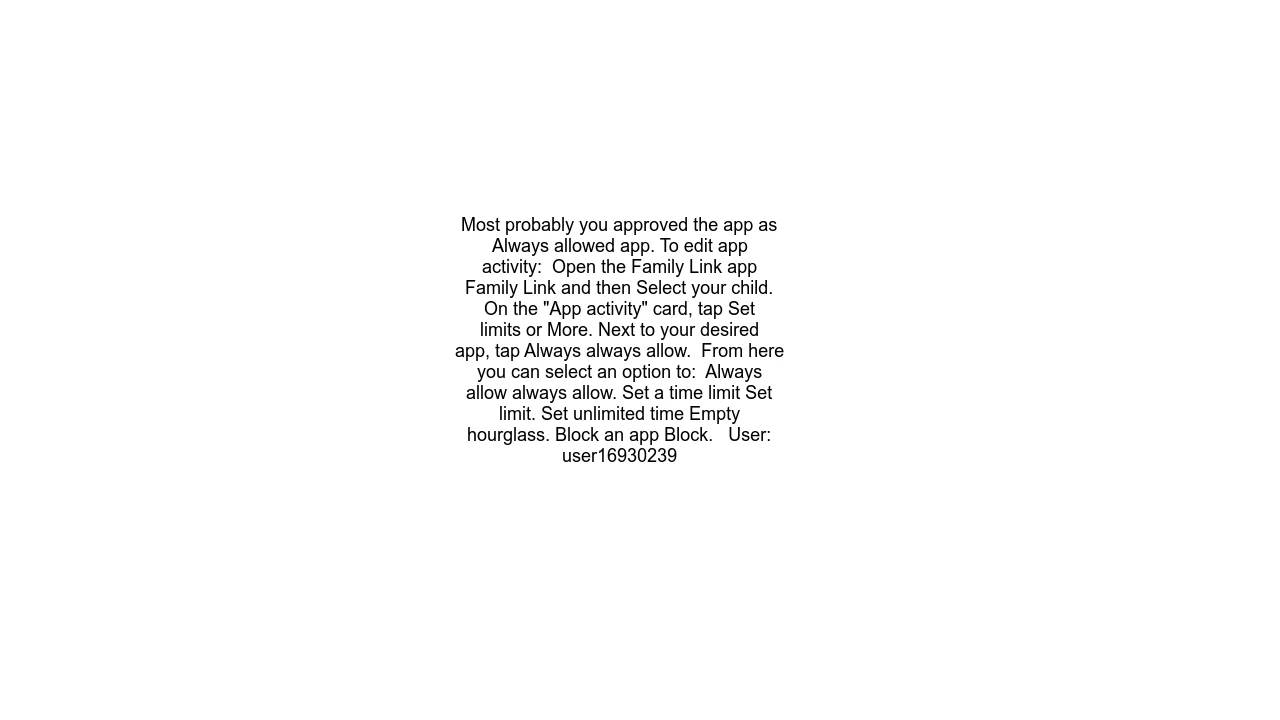 Most probably you approved the app as
Always allowed app. To edit app
activity:  Open the Family Link app
Family Link and then Select your child.
On the "App activity" card, tap Set
limits or More. Next to your desired
app, tap Always always allow.  From here
you can select an option to:  Always
allow always allow. Set a time limit Set
limit. Set unlimited time Empty
hourglass. Block an app Block.   User:
user16930239